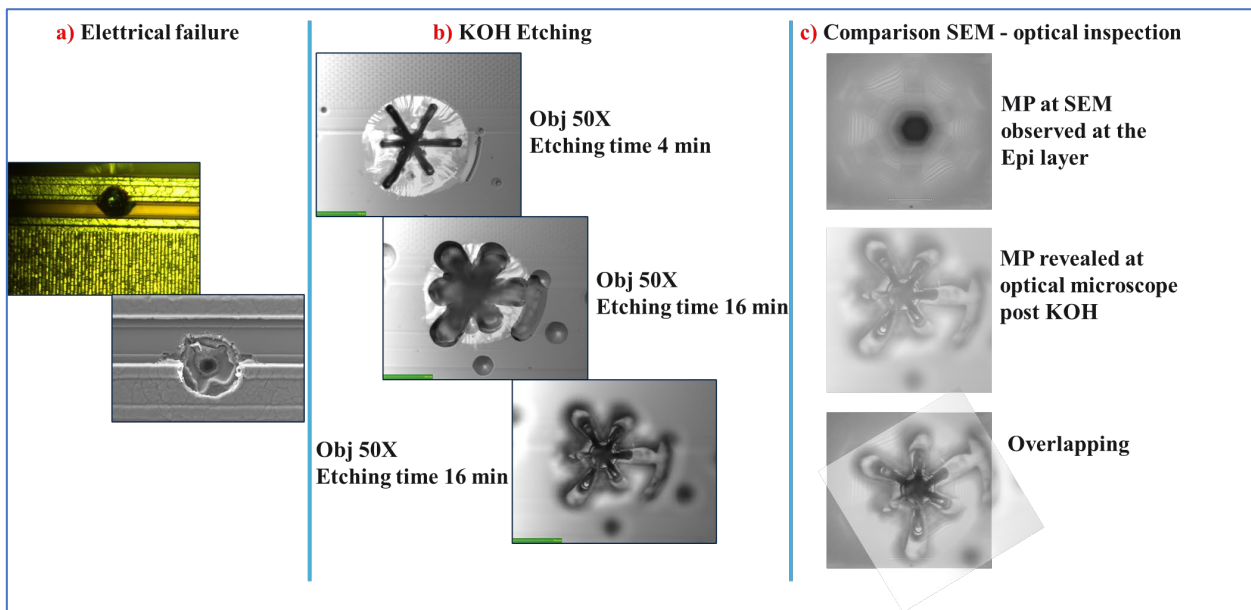 a) Elettrical failure
b) KOH Etching
Obj 50X
Etching time 4 min
Obj 50X
Etching time 16 min
Obj 50X
Etching time 16 min
c) Comparison SEM - optical inspection
MP at SEM
observed at the
Epi layer
MP revealed at
optical microscope
post KOH
Overlapping